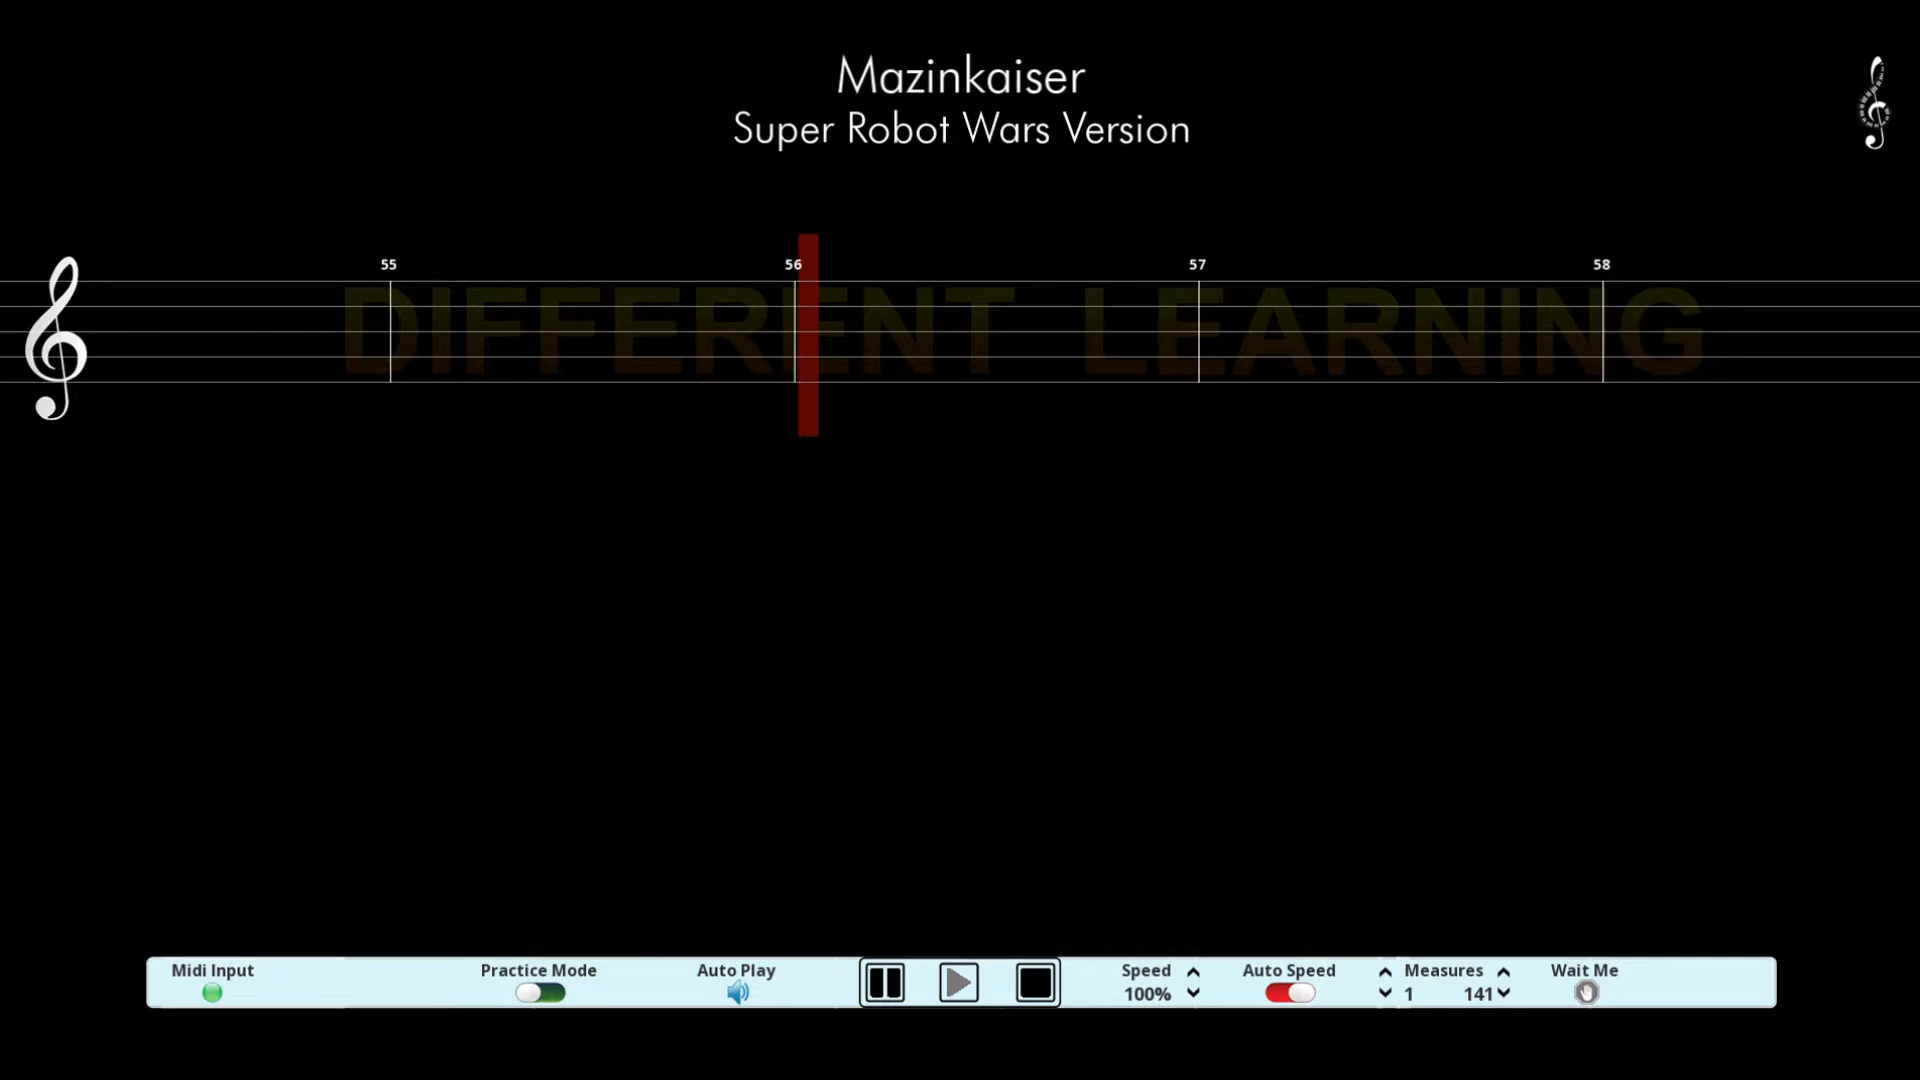 Mazinkaiser
Super Robot Wars Version
55 56 57 58
DIFFERENT LEARNING
Midi Input Practice Mode Auto Play Speed Auto Speed Measures Wait Me
100% 1 141